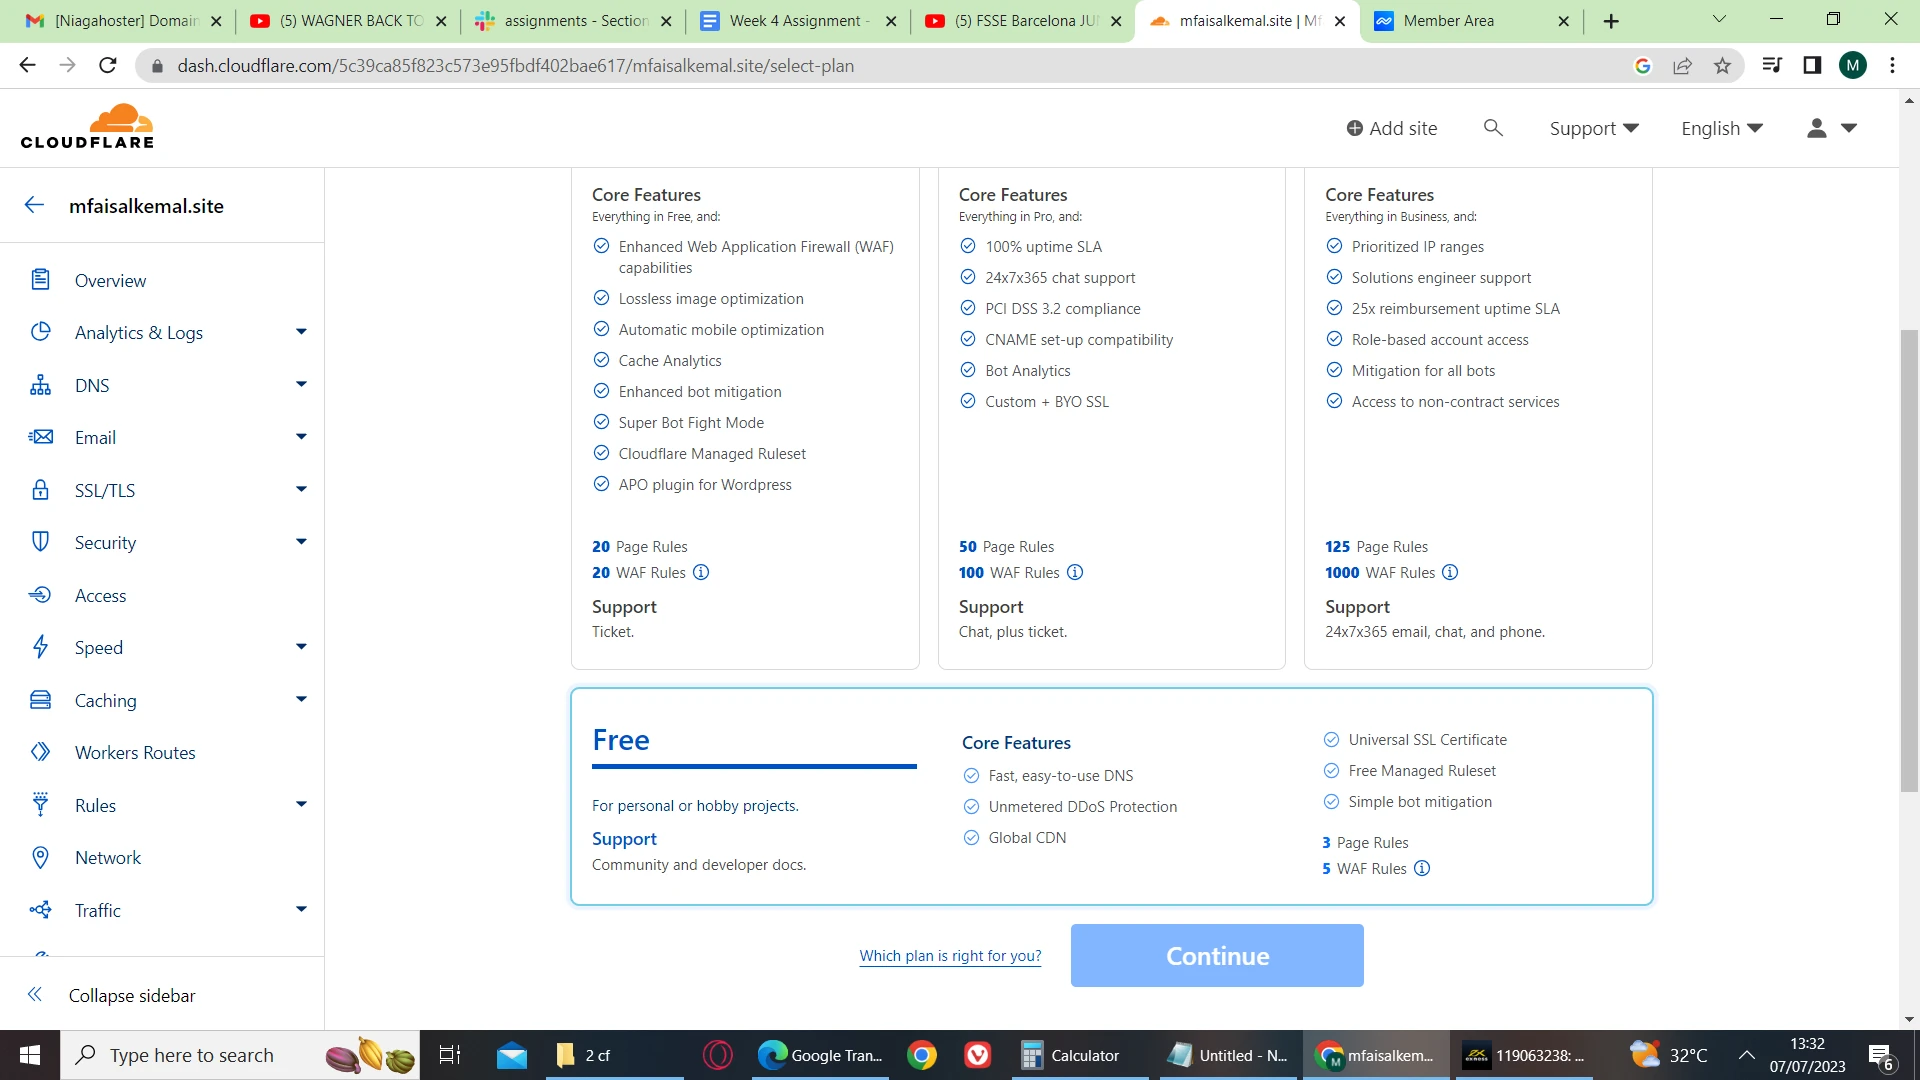 [Niagahoster] Domain
(5) WAGNER BACK TO
assignments - Section
Week 4 Assignment -
(5) FSSE Barcelona JU
mfaisalkemal.site | Mf
Member Area
dash.cloudflare.com/5c39ca85f823c573e95fbdf402bae617/mfaisalkemal.site/select-plan
M
CLOUDFLARE
Add site
Support
English
mfaisalkemal.site
Overview
Analytics & Logs
DNS
Email
SSL/TLS
Security
Access
Speed
Caching
Workers Routes
Rules
Network
Traffic
Collapse sidebar
Core Features
Everything in Free, and:
Enhanced Web Application Firewall (WAF)
capabilities
Lossless image optimization
Automatic mobile optimization
Cache Analytics
Enhanced bot mitigation
Super Bot Fight Mode
Cloudflare Managed Ruleset
APO plugin for Wordpress
20 Page Rules
20 WAF Rules
Support
Ticket.
Core Features
Everything in Pro, and:
100% uptime SLA
24x7x365 chat support
PCI DSS 3.2 compliance
CNAME set-up compatibility
Bot Analytics
Custom + BYO SSL
50 Page Rules
100 WAF Rules
Support
Chat, plus ticket.
Core Features
Everything in Business, and:
Prioritized IP ranges
Solutions engineer support
25x reimbursement uptime SLA
Role-based account access
Mitigation for all bots
Access to non-contract services
125 Page Rules
1000 WAF Rules
Support
24x7x365 email, chat, and phone.
Free
For personal or hobby projects.
Support
Community and developer docs.
Core Features
Fast, easy-to-use DNS
Unmetered DDoS Protection
Global CDN
Universal SSL Certificate
Free Managed Ruleset
Simple bot mitigation
3 Page Rules
5 WAF Rules
Which plan is right for you?
Continue
Type here to search
2 cf
Google Tran...
Calculator
Untitled - N...
mfaisalkem...
119063238: ...
32°C
13:32
07/07/2023
6